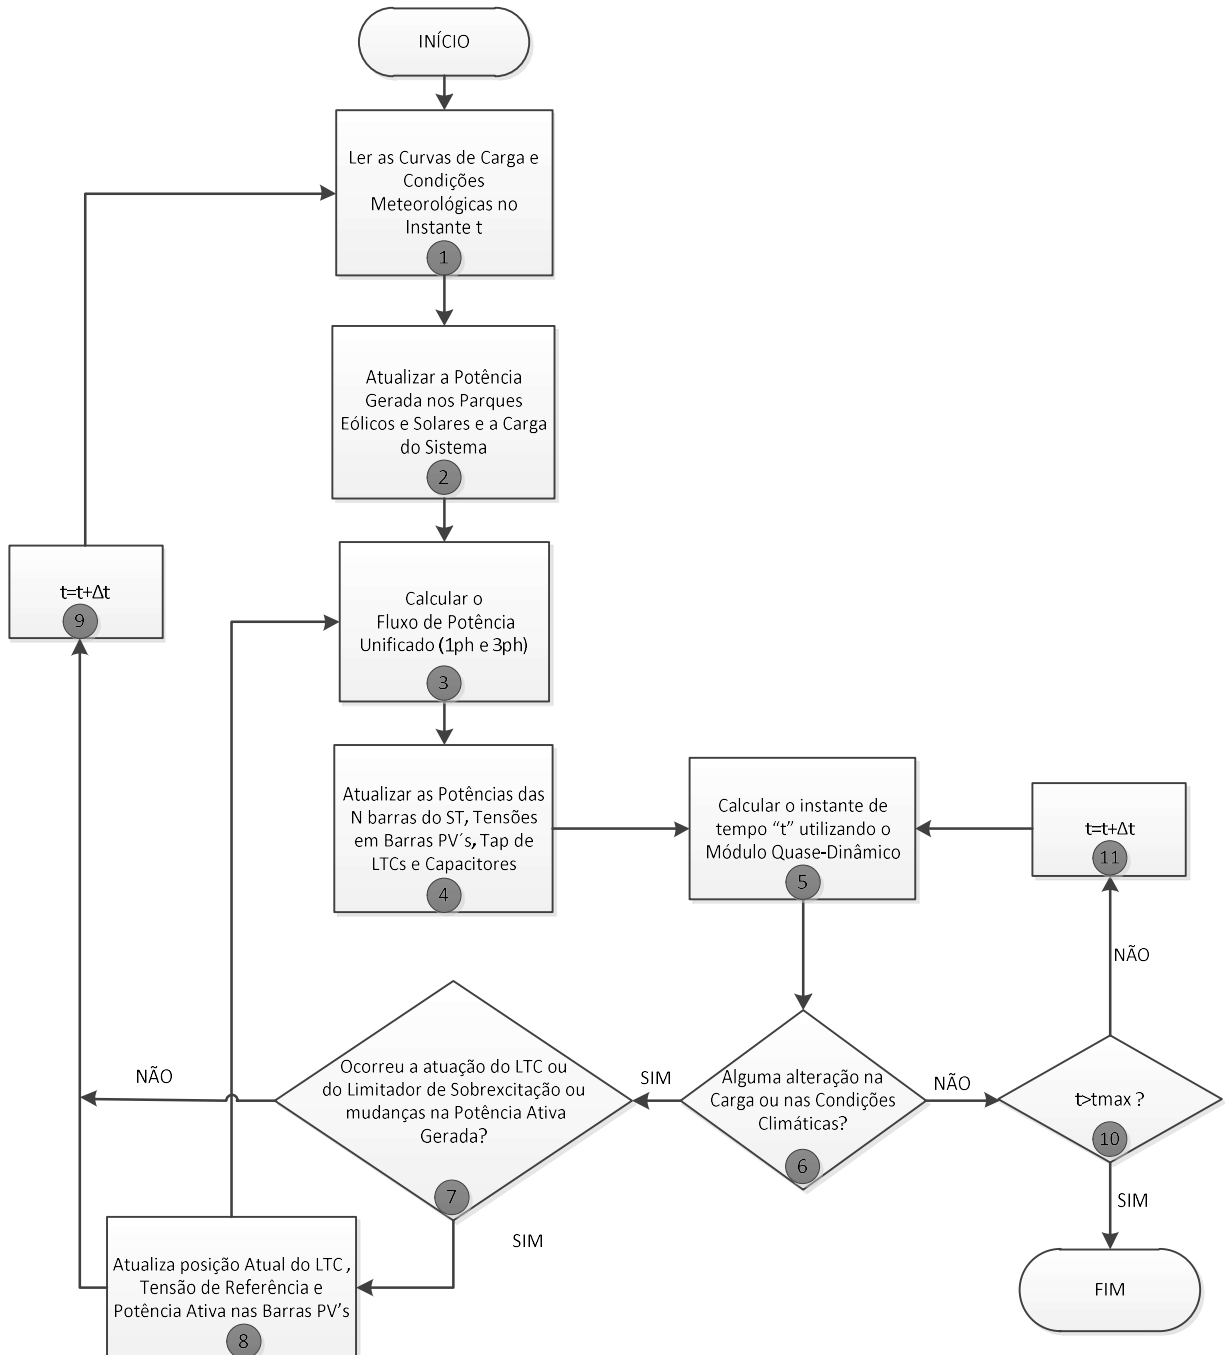 INÍCIO
Ler as Curvas de Carga e
Condições
Meteorológicas no
Instante t
1
Atualizar a Potência
Gerada nos Parques
Eólicos e Solares e a Carga
do Sistema
2
t=t+Δt
9
Calcular o
Fluxo de Potência
Unificado (1ph e 3ph)
3
Atualizar as Potências das
N barras do ST, Tensões
em Barras PV´s, Tap de
LTCs e Capacitores
4
Calcular o instante de
tempo “t” utilizando o
Módulo Quase-Dinâmico
5
t=t+Δt
11
NÃO
Alguma alteração na
Carga ou nas Condições
Climáticas?
6
SIM
NÃO
t>tmax ?
10
SIM
FIM
Ocorreu a atuação do LTC ou
do Limitador de Sobrexcitação ou
mudanças na Potência Ativa
Gerada?
7
NÃO
SIM
Atualiza posição Atual do LTC ,
Tensão de Referência e
Potência Ativa nas Barras PV’s
8